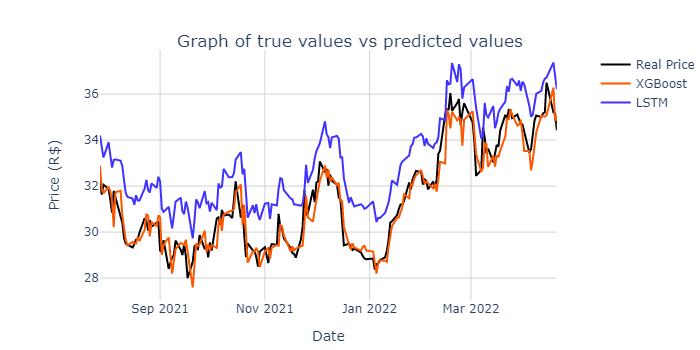 Graph of true values vs predicted values
Real Price
XGBoost
LSTM
Price (R$)
36
34
32
30
28
Sep 2021
Nov 2021
Jan 2022
Mar 2022
Date